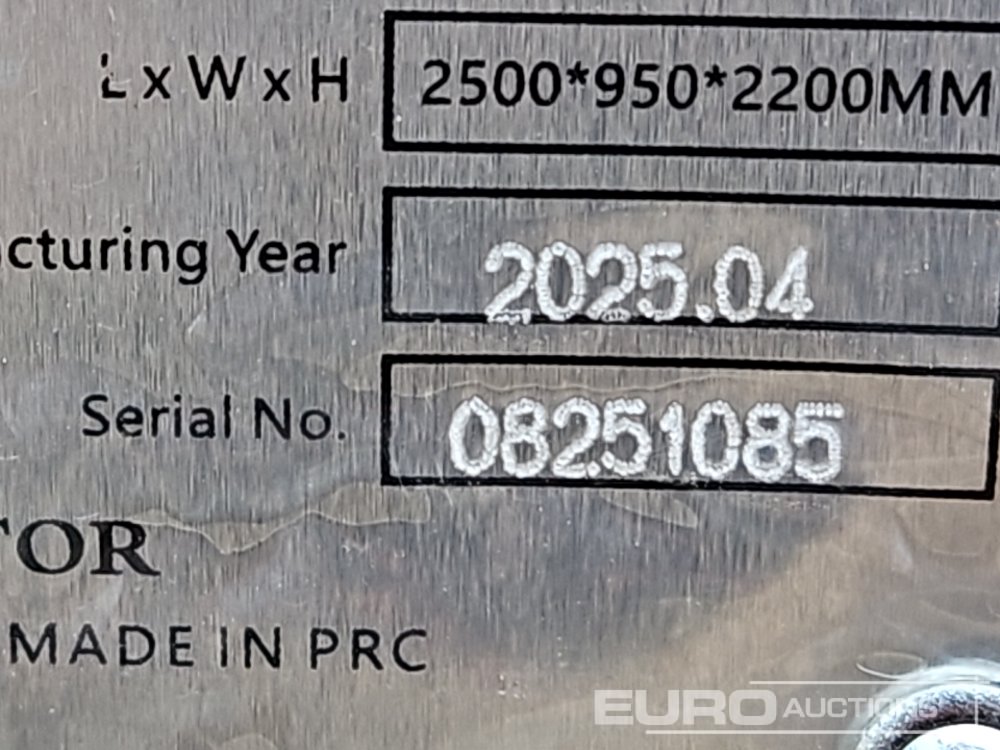 L x W x H 2500*950*2200MM
cturing Year 2025.04
Serial No. 08251085
TOR
MADE IN PRC
EURO AUCTIONS